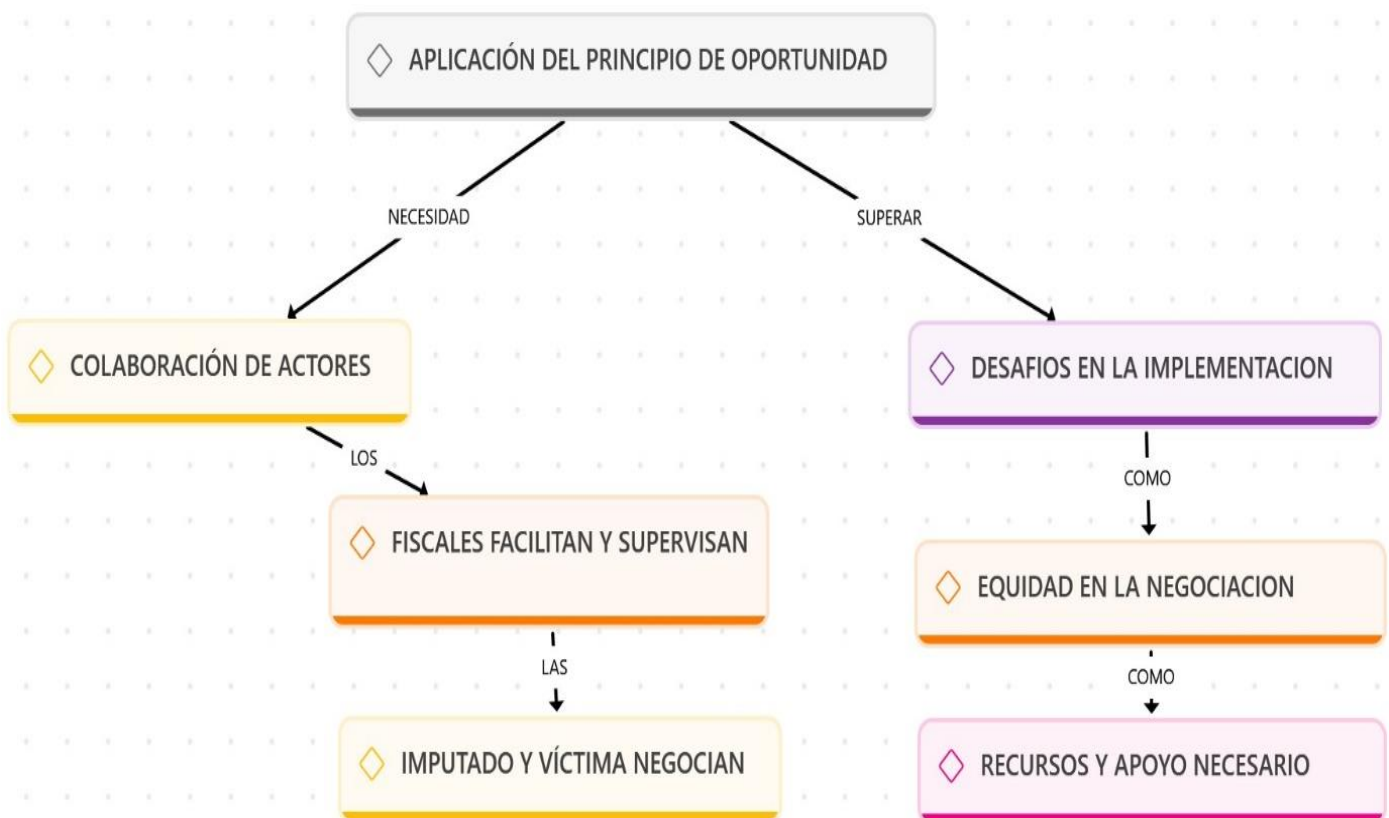 APLICACIÓN DEL PRINCIPIO DE OPORTUNIDAD
NECESIDAD
SUPERAR
COLABORACIÓN DE ACTORES
DESAFIOS EN LA IMPLEMENTACION
LOS
COMO
FISCALES FACILITAN Y SUPERVISAN
EQUIDAD EN LA NEGOCIACION
LAS
COMO
IMPUTADO Y VÍCTIMA NEGOCIAN
RECURSOS Y APOYO NECESARIO